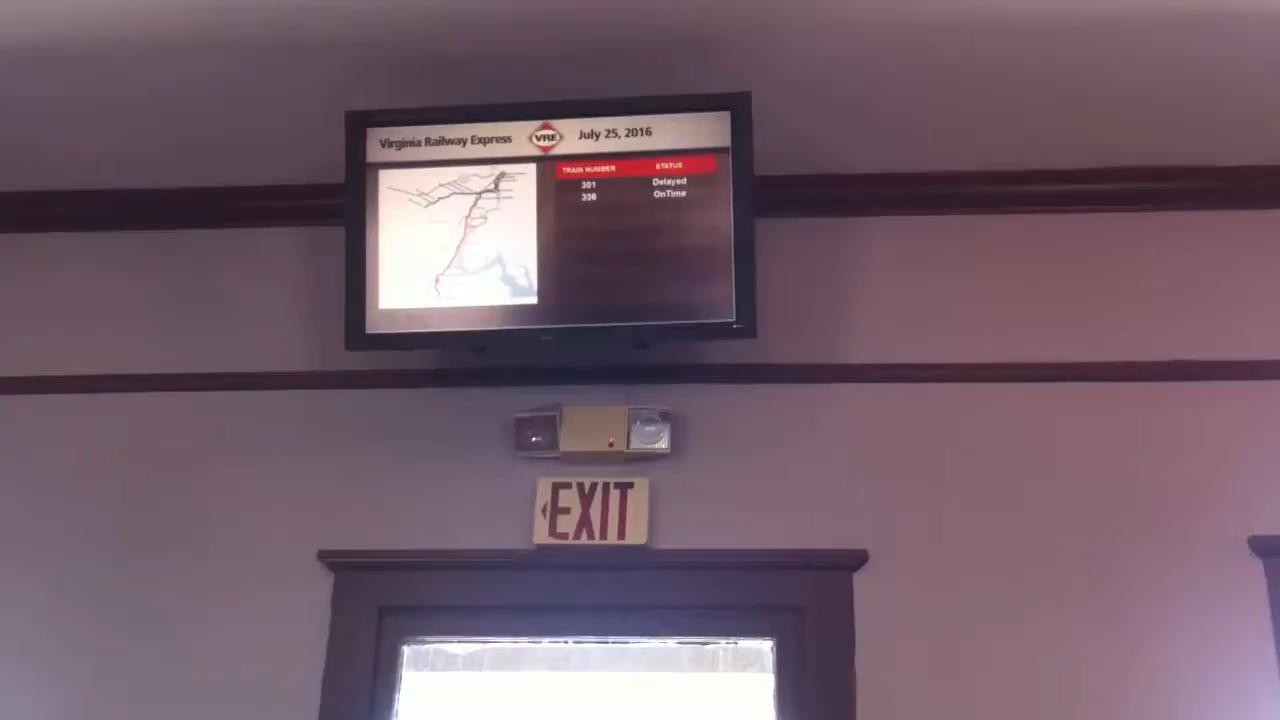 Virginia Railway Express VRE July 25, 2016
TRAIN NUMBER STATUS
301 Delayed
336 OnTime
EXIT